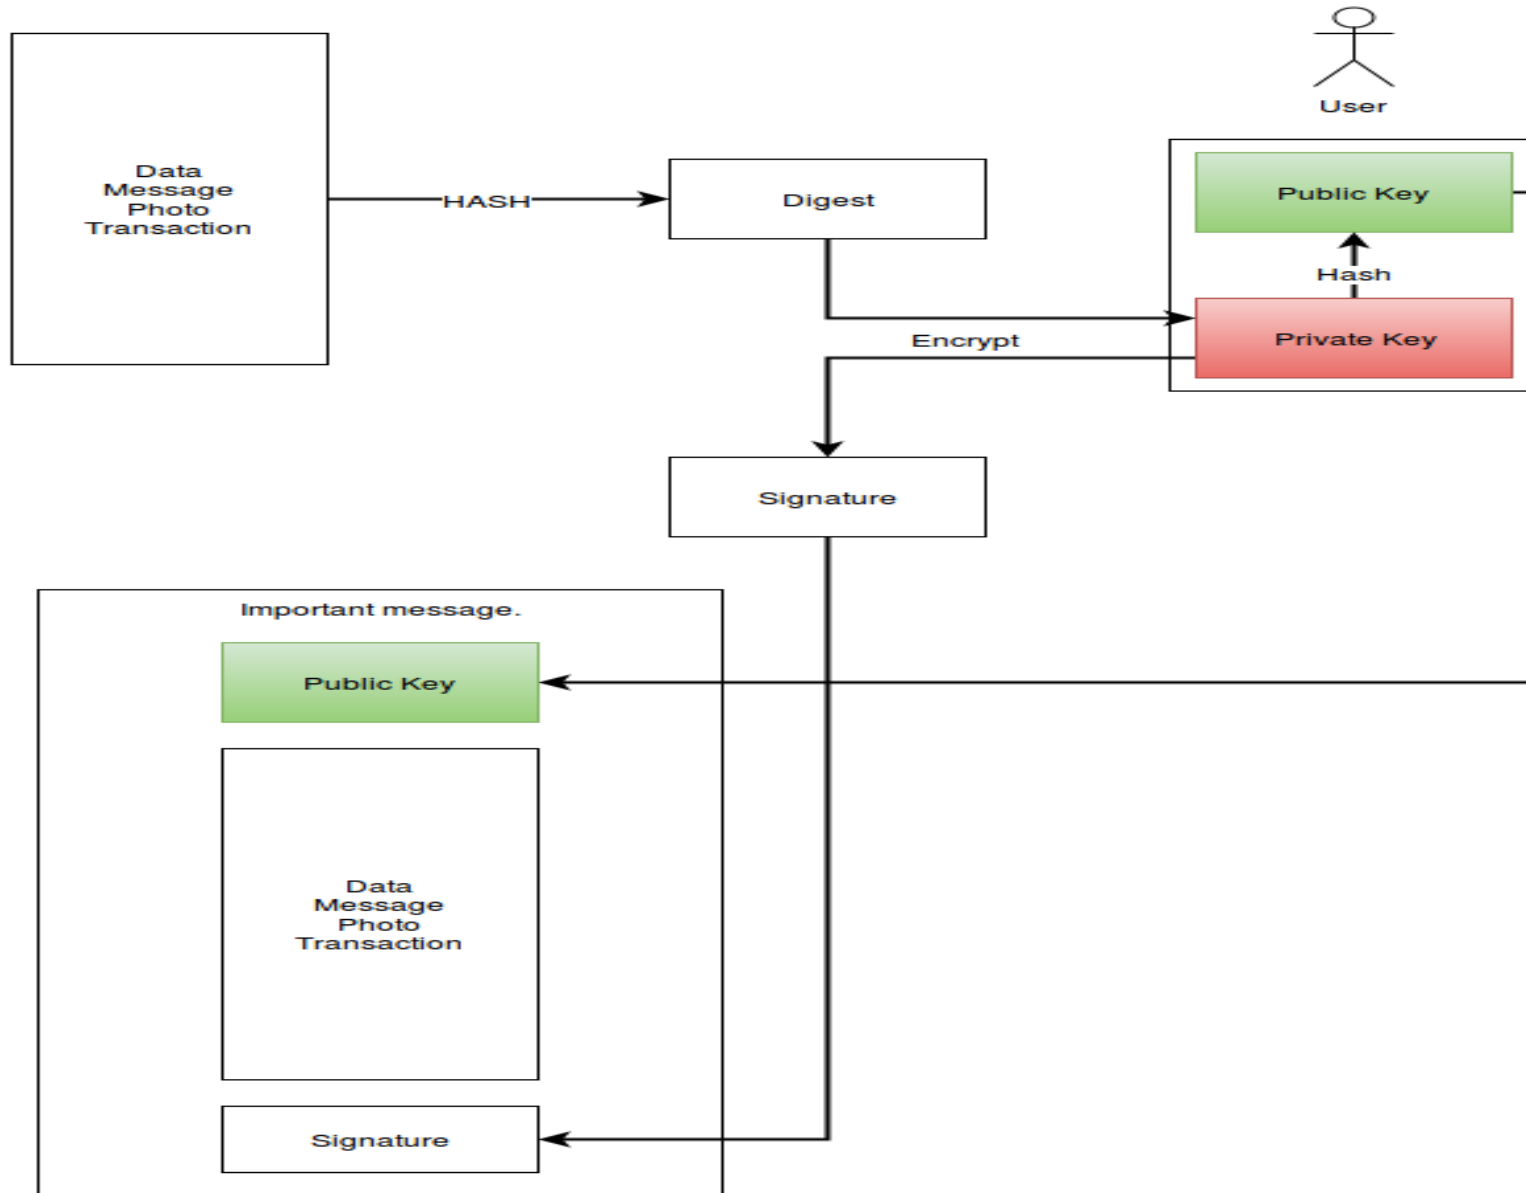 User
Data
Message
Photo
Transaction
HASH
Digest
Public Key
Hash
Private Key
Encrypt
Signature
Important message.
Public Key
Data
Message
Photo
Transaction
Signature